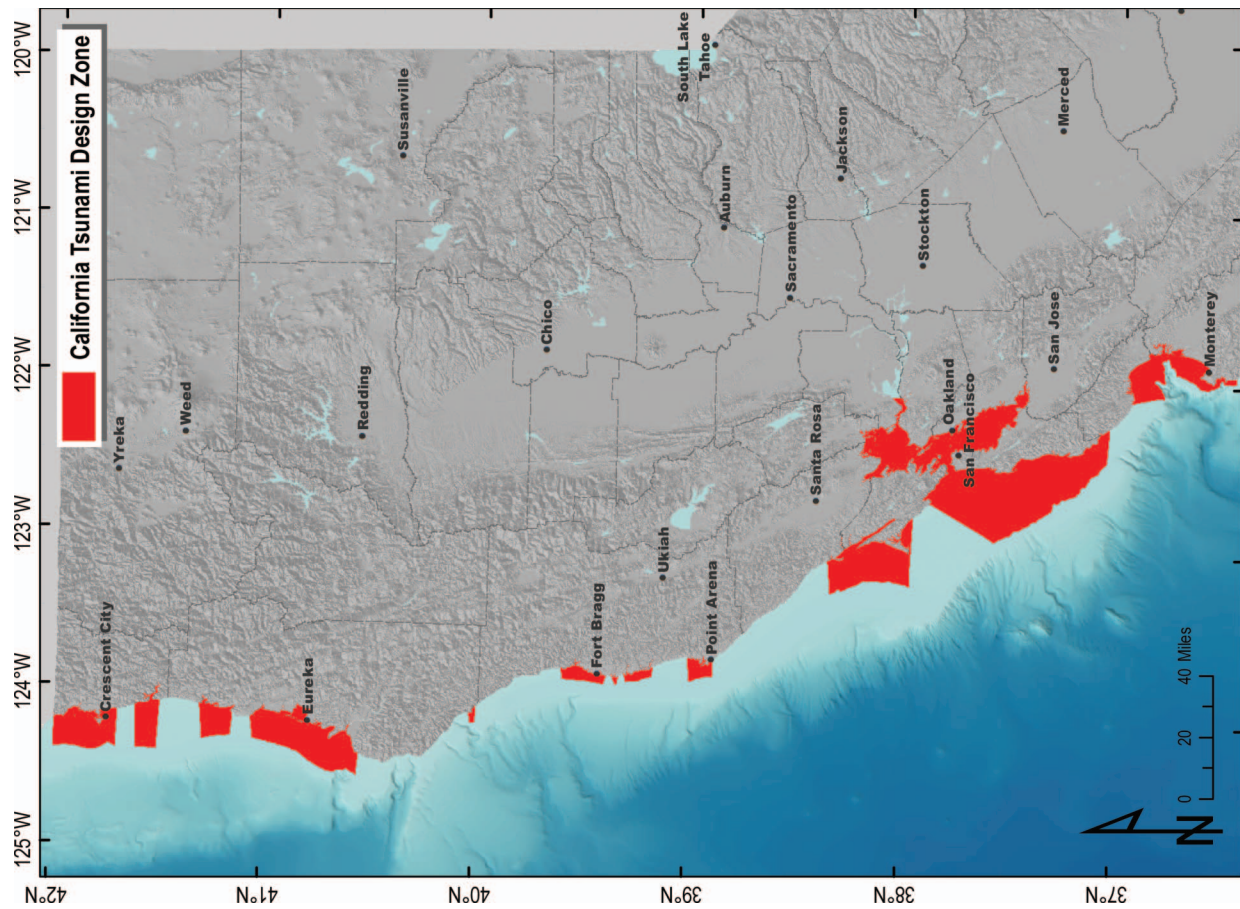 California Tsunami Design Zone
125°W
124°W
123°W
122°W
121°W
120°W
42°N
41°N
40°N
39°N
38°N
37°N
Crescent City
Yreka
Weed
Eureka
Redding
Susanville
Chico
Fort Bragg
Ukiah
Point Arena
South Lake
Tahoe
Auburn
Santa Rosa
Sacramento
Jackson
Stockton
Oakland
San Francisco
San Jose
Merced
Monterey
N
0 20 40 Miles